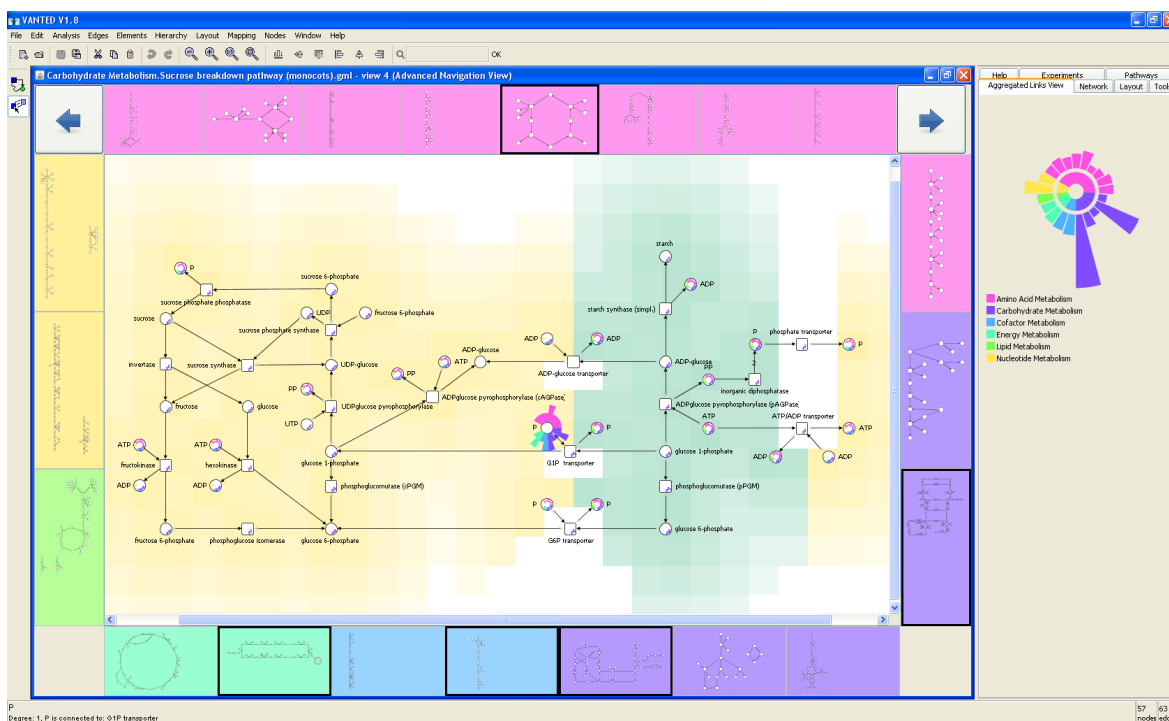 VANTED V1.8
File Edit Analysis Edges Elements Hierarchy Layout Mapping Nodes Window Help
OK
Carbohydrate Metabolism.Sucrose breakdown pathway (monocots).gml - view 4 (Advanced Navigation View)
Help Experiments Pathways
Aggregated Links View Network Layout Tools
starch
P
sucrose 6-phosphate
ADP
sucrose phosphate phosphatase
starch synthase (simpl.)
sucrose
UDP
fructose 6-phosphate
sucrose phosphate synthase
phosphate transporter
ADP
ADP
P
P
ADP-glucose
ADP-glucose
invertase
sucrose synthase
UDP-glucose
PP
ATP
ADP-glucose transporter
PP
2
inorganic diphosphatase
PP
ADPglucose pyrophosphorylase (cAGPase)
ADPglucose pyrophosphorylase (pAGPase)
fructose
glucose
UDPglucose pyrophosphorylase
UTP
ATP
ATP/ADP transporter
P
P
ATP
ATP
ATP
fructokinase
hexokinase
glucose 1-phosphate
G1P transporter
glucose 1-phosphate
ADP
ADP
ADP
ADP
phosphoglucomutase (cPGM)
phosphoglucomutase (pPGM)
P
P
fructose 6-phosphate
phosphoglucose isomerase
glucose 6-phosphate
G6P transporter
glucose 6-phosphate
Amino Acid Metabolism
Carbohydrate Metabolism
Cofactor Metabolism
Energy Metabolism
Lipid Metabolism
Nucleotide Metabolism
P
Degree: 1, P is connected to: G1P transporter
57 63
nodes